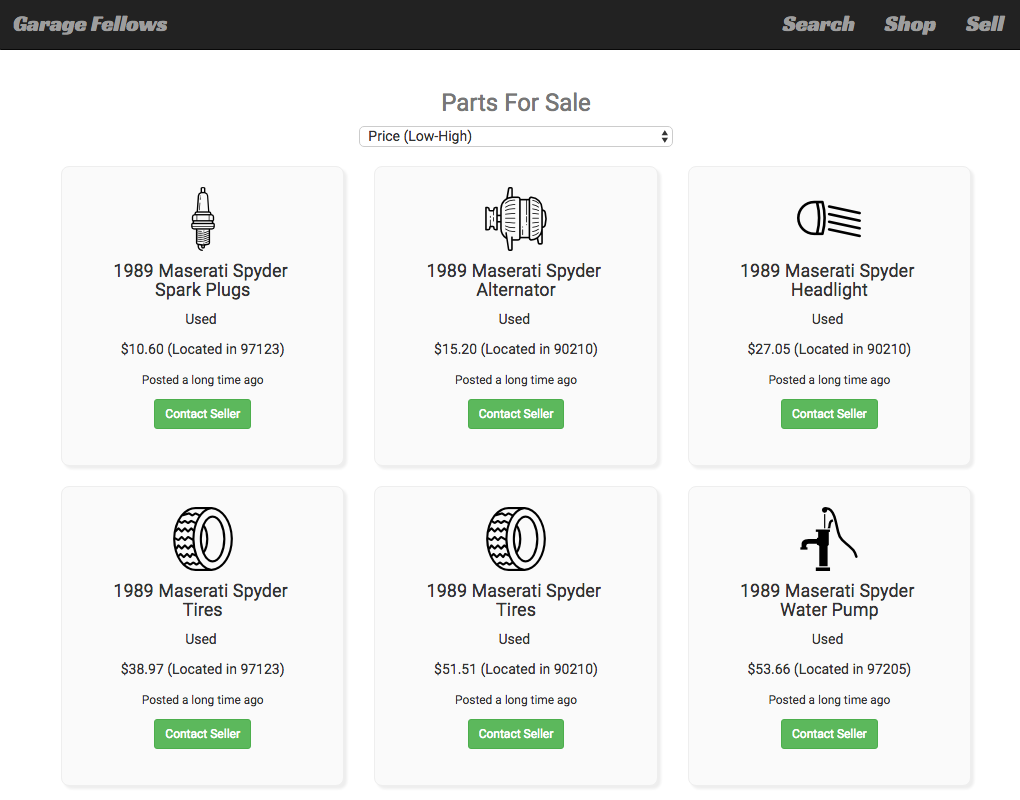 Garage Fellows
Search Shop Sell
Parts For Sale
Price (Low-High)
1989 Maserati Spyder
Spark Plugs
Used
$10.60 (Located in 97123)
Posted a long time ago
Contact Seller
1989 Maserati Spyder
Alternator
Used
$15.20 (Located in 90210)
Posted a long time ago
Contact Seller
1989 Maserati Spyder
Headlight
Used
$27.05 (Located in 90210)
Posted a long time ago
Contact Seller
1989 Maserati Spyder
Tires
Used
$38.97 (Located in 97123)
Posted a long time ago
Contact Seller
1989 Maserati Spyder
Tires
Used
$51.51 (Located in 90210)
Posted a long time ago
Contact Seller
1989 Maserati Spyder
Water Pump
Used
$53.66 (Located in 97205)
Posted a long time ago
Contact Seller